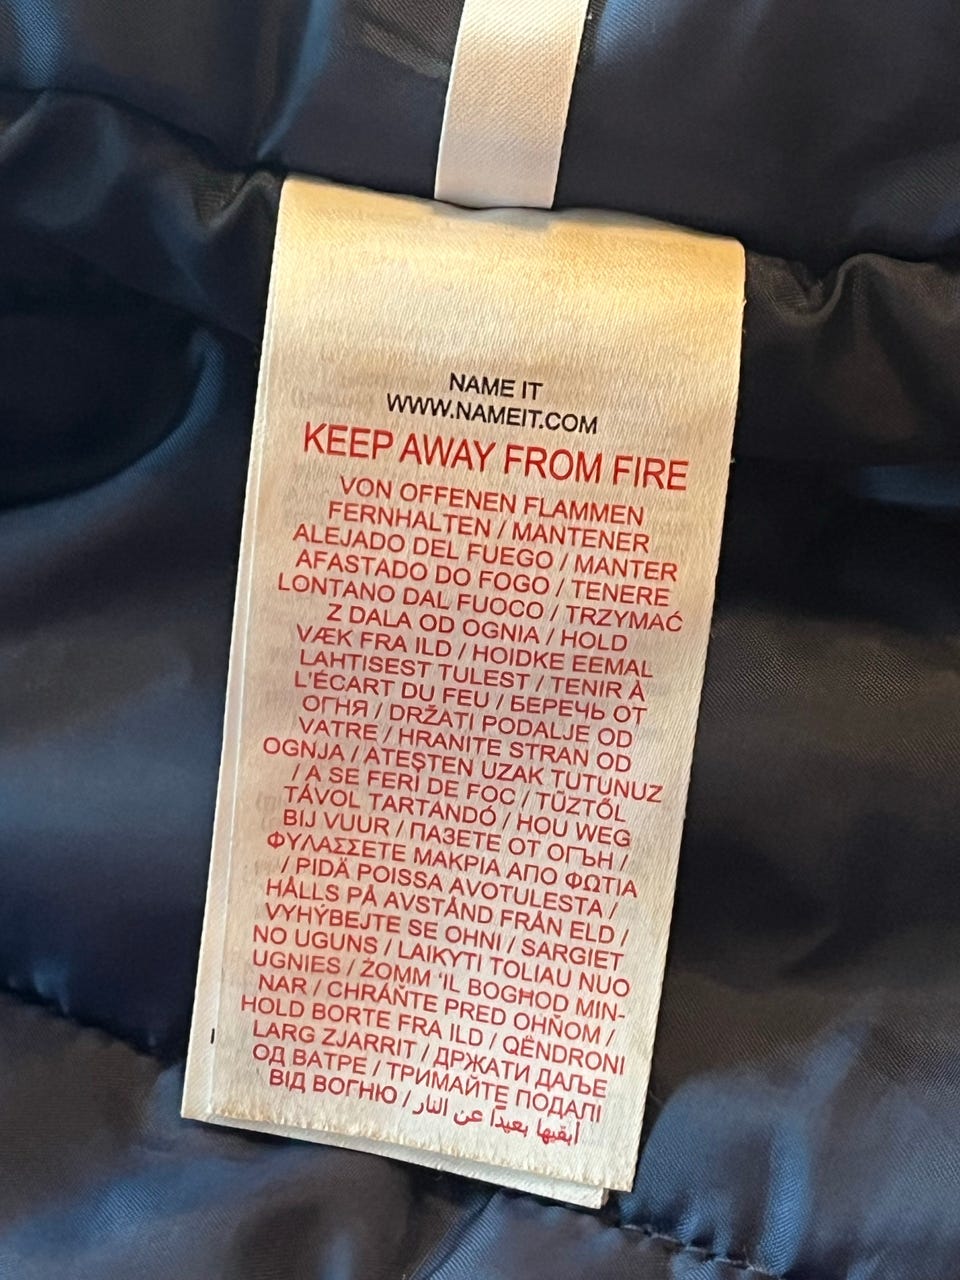 NAME IT
WWW.NAMEIT.COM
KEEP AWAY FROM FIRE
VON OFFENEN FLAMMEN
FERNHALTEN / MANTENER
ALEJADO DEL FUEGO / MANTER
AFASTADO DO FOGO / TENERE
LONTANO DAL FUOCO / TRZYMAĆ
Z DALA OD OGNIA / HOLD
VÆK FRA ILD / HOIDKE EEMAL
LAHTISEST TULEST / TENIR À
L'ÉCART DU FEU / БЕРЕЧЬ ОТ
ОГНЯ / DRŽATI PODALJE OD
VATRE / HRANITE STRAN OD
OGNJA / ATEŞTEN UZAK TUTUNUZ
/ A SE FERI DE FOC / TŰZTŐL
TÁVOL TARTANDÓ / HOU WEG
BIJ VUUR / ПАЗЕТЕ ОТ ОГЪН /
ΦΥΛΑΣΣΕΤΕ ΜΑΚΡΙΑ ΑΠΟ ΦΩΤΙΑ
/ PIDÄ POISSA AVOTULESTA /
HÅLLS PÅ AVSTÅND FRÅN ELD /
VYHÝBEJTE SE OHNI / SARGIET
NO UGUNS / LAIKYTI TOLIAU NUO
UGNIES / ŻOMM 'IL BOGĦOD MIN-
NAR / CHRÁŇTE PRED OHŇOM /
HOLD BORTE FRA ILD / QËNDRONI
LARG ZJARRIT / ДРЖАТИ ДАЉЕ
ОД ВАТРЕ / ТРИМАЙТЕ ПОДАЛІ
ВІД ВОГНЮ / أبقيها بعيدًا عن النار